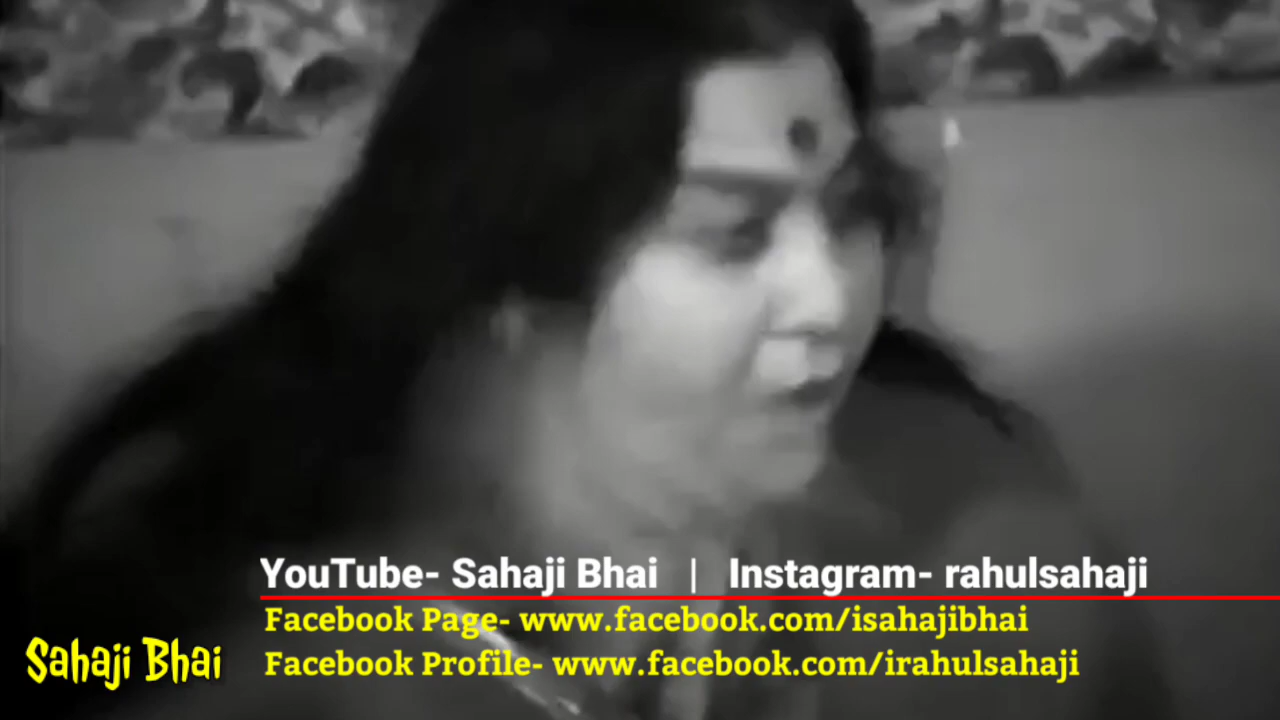 YouTube- Sahaji Bhai | Instagram- rahulsahaji
Facebook Page- www.facebook.com/isahajibhai
Facebook Profile- www.facebook.com/irahulsahaji
Sahaji Bhai